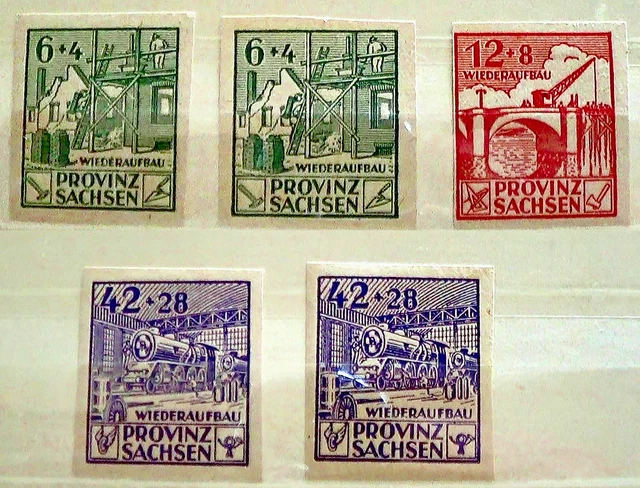 6+4
WIEDERAUFBAU
PROVINZ
SACHSEN
6+4
WIEDERAUFBAU
PROVINZ
SACHSEN
12+8
WIEDERAUFBAU
PROVINZ
SACHSEN
42+28
WIEDERAUFBAU
PROVINZ
SACHSEN
42+28
WIEDERAUFBAU
PROVINZ
SACHSEN